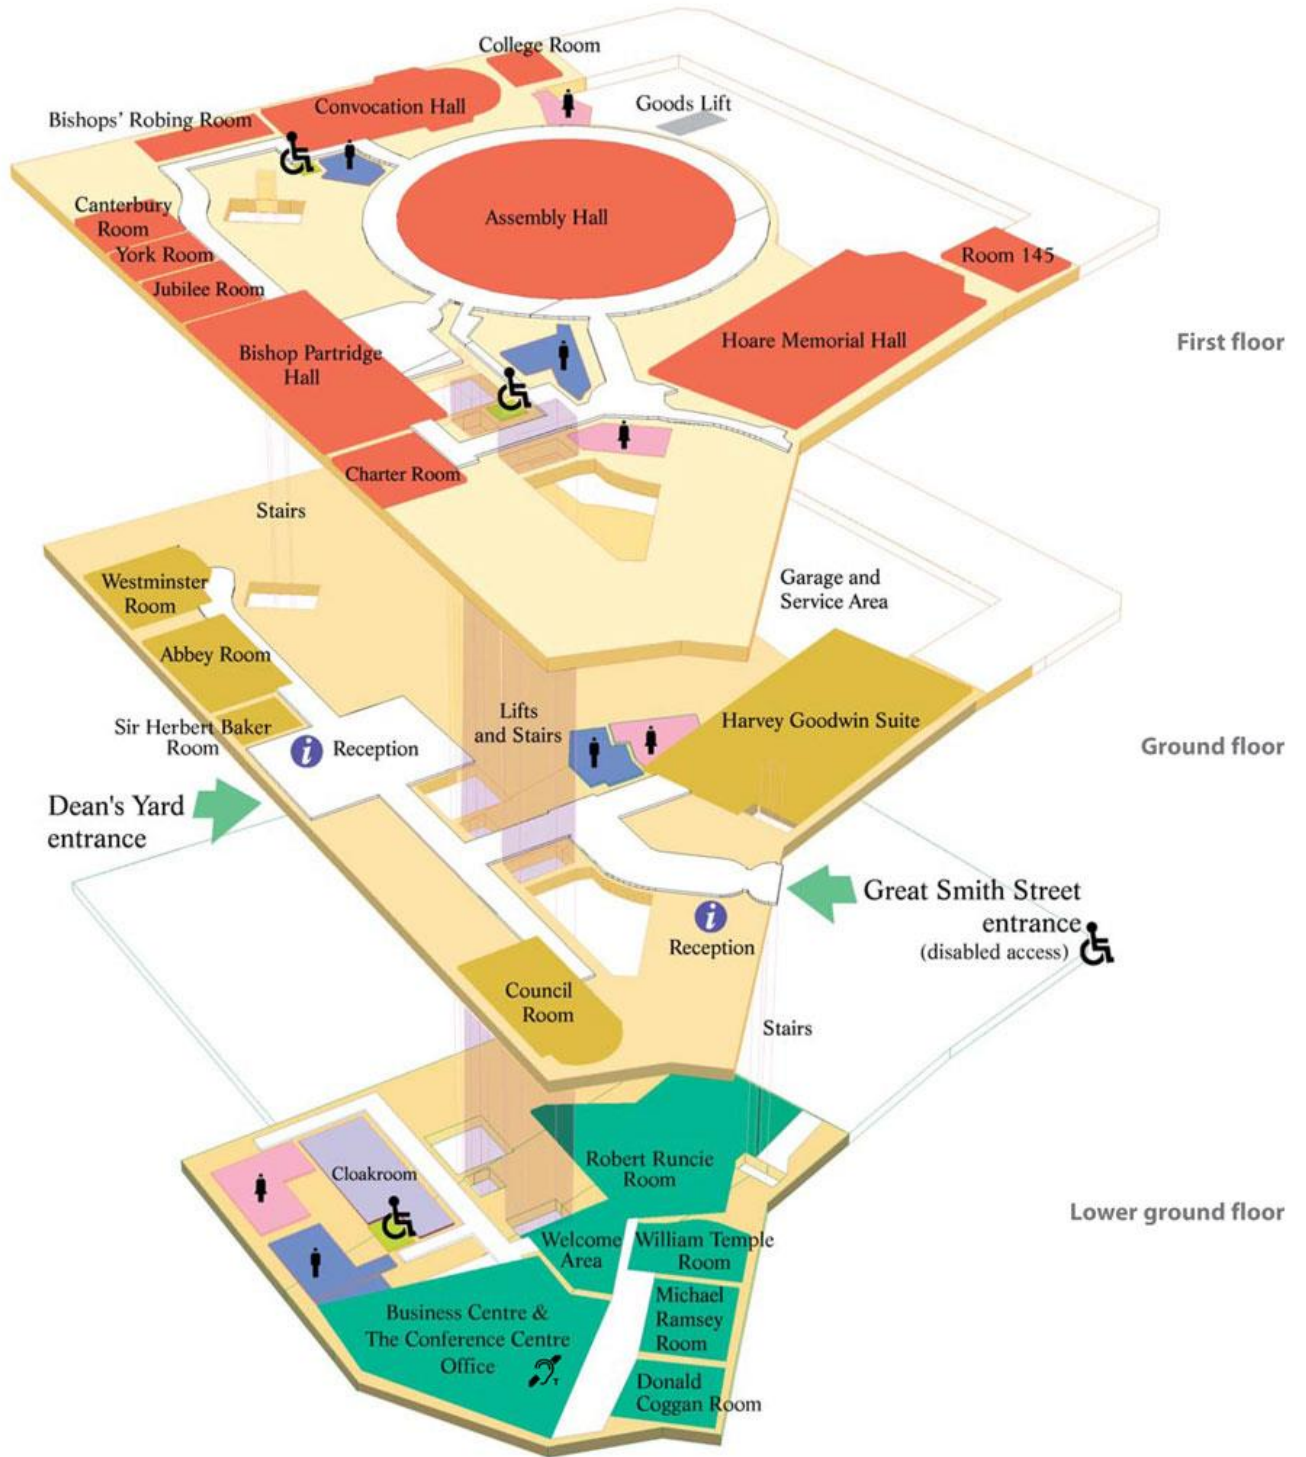 College Room
Convocation Hall
Goods Lift
Bishops' Robing Room
Canterbury
Room
Assembly Hall
York Room
Room 145
Jubilee Room
Hoare Memorial Hall
First floor
Bishop Partridge
Hall
Charter Room
Stairs
Garage and
Service Area
Westminster
Room
Abbey Room
Lifts
and Stairs
Harvey Goodwin Suite
Sir Herbert Baker
Room
i Reception
Ground floor
Dean's Yard
entrance
Great Smith Street
entrance
(disabled access)
i
Reception
Council
Room
Stairs
Robert Runcie
Room
Cloakroom
Lower ground floor
Welcome
Area
William Temple
Room
Michael
Ramsey
Room
Business Centre &
The Conference Centre
Office
T
Donald
Coggan Room